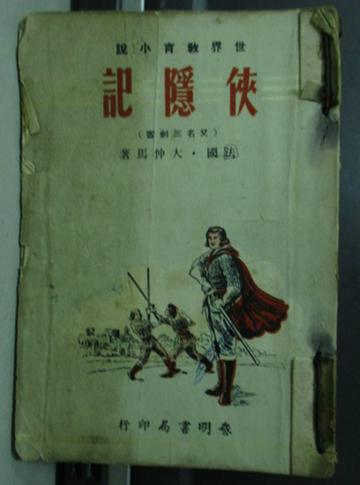 世界教育小說
俠隱記
(又名三劍客)
法國・大仲馬著
春明書局印行